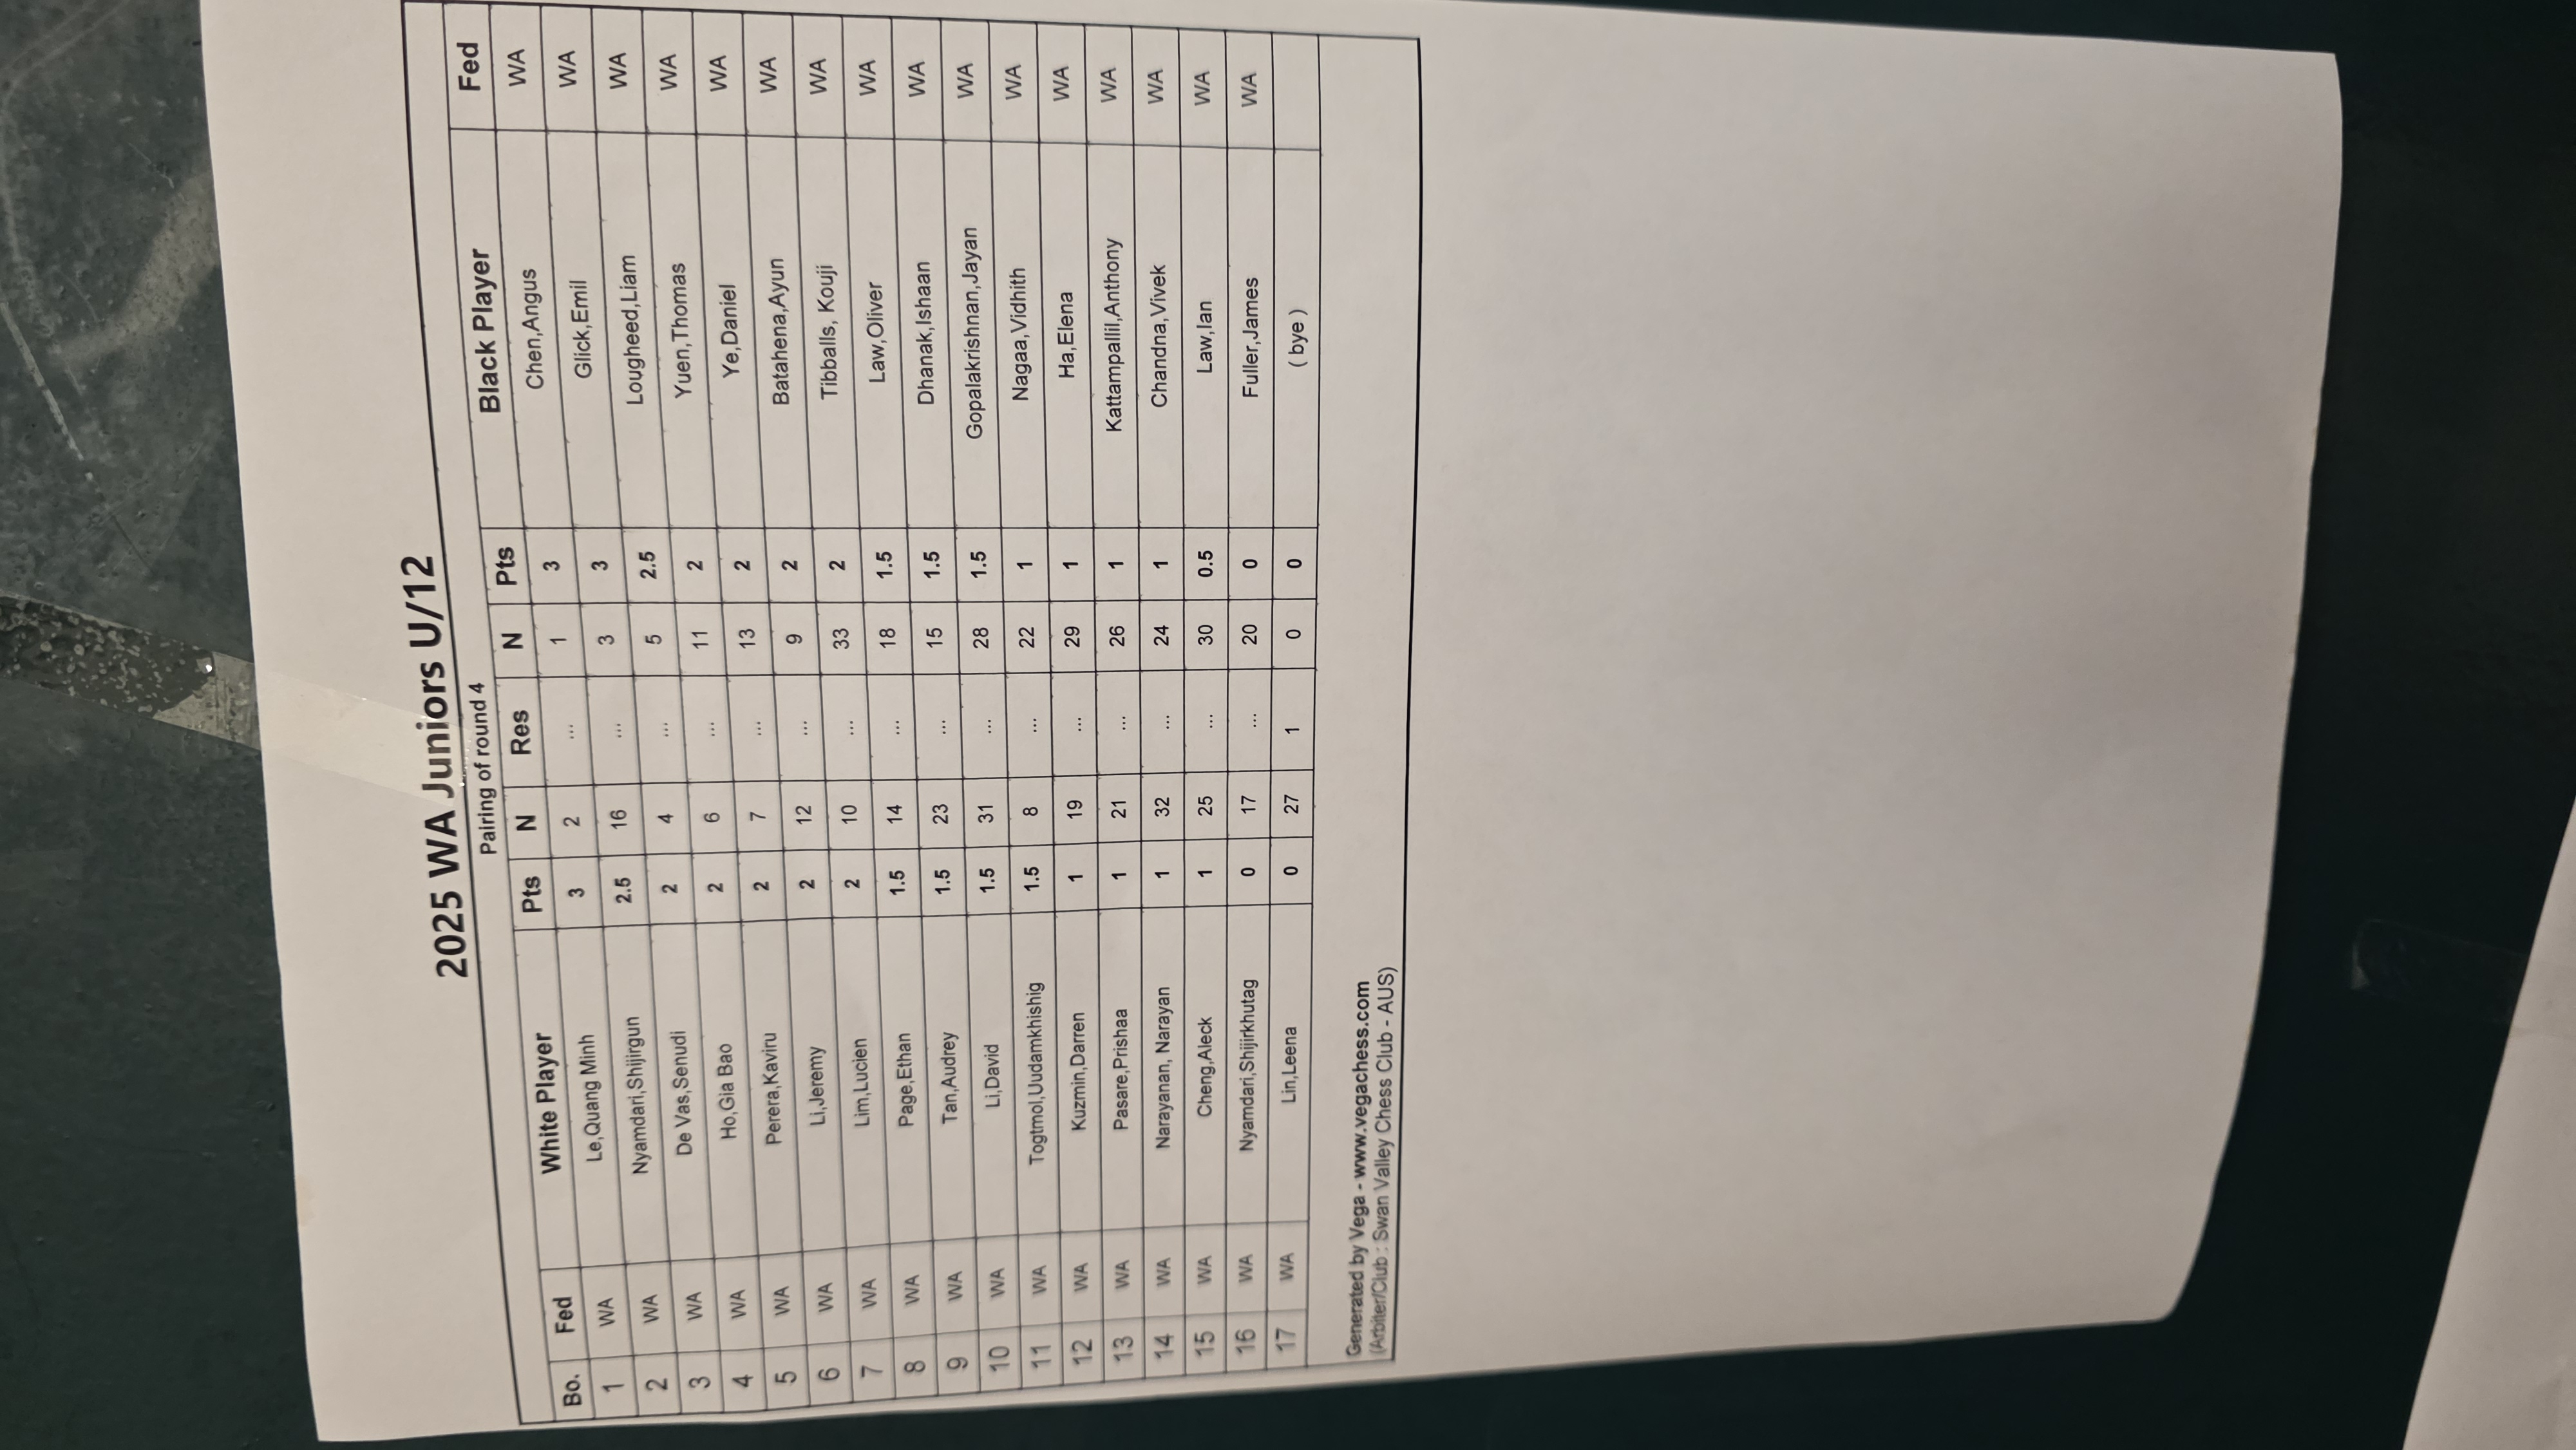 2025 WA Juniors U/12
Pairing of round 4
Bo. Fed White Player Pts N Res N Pts Black Player Fed
1 WA Le,Quang Minh 3 2 ... 1 3 Chen,Angus WA
2 WA Nyamdari,Shijirgun 2.5 16 ... 3 3 Glick,Emil WA
3 WA De Vas,Senudi 2 4 ... 5 2.5 Lougheed,Liam WA
4 WA Ho,Gia Bao 2 6 ... 11 2 Yuen,Thomas WA
5 WA Perera,Kaviru 2 7 ... 13 2 Ye,Daniel WA
6 WA Li,Jeremy 2 12 ... 9 2 Batahena,Ayun WA
7 WA Lim,Lucien 2 10 ... 33 2 Tibballs, Kouji WA
8 WA Page,Ethan 1.5 14 ... 18 1.5 Law,Oliver WA
9 WA Tan,Audrey 1.5 23 ... 15 1.5 Dhanak,Ishaan WA
10 WA Li,David 1.5 31 ... 28 1.5 Gopalakrishnan,Jayan WA
11 WA Togtmol,Uudamkhishig 1.5 8 ... 22 1 Nagaa,Vidhith WA
12 WA Kuzmin,Darren 1 19 ... 29 1 Ha,Elena WA
13 WA Pasare,Prishaa 1 21 ... 26 1 Kattampallil,Anthony WA
14 WA Narayanan, Narayan 1 32 ... 24 1 Chandna,Vivek WA
15 WA Cheng,Aleck 1 25 ... 30 0.5 Law,Ian WA
16 WA Nyamdari,Shijirkhutag 0 17 ... 20 0 Fuller,James WA
17 WA Lin,Leena 0 27 1 0 0 ( bye )
Generated by Vega - www.vegachess.com
(Arbiter/Club : Swan Valley Chess Club - AUS)